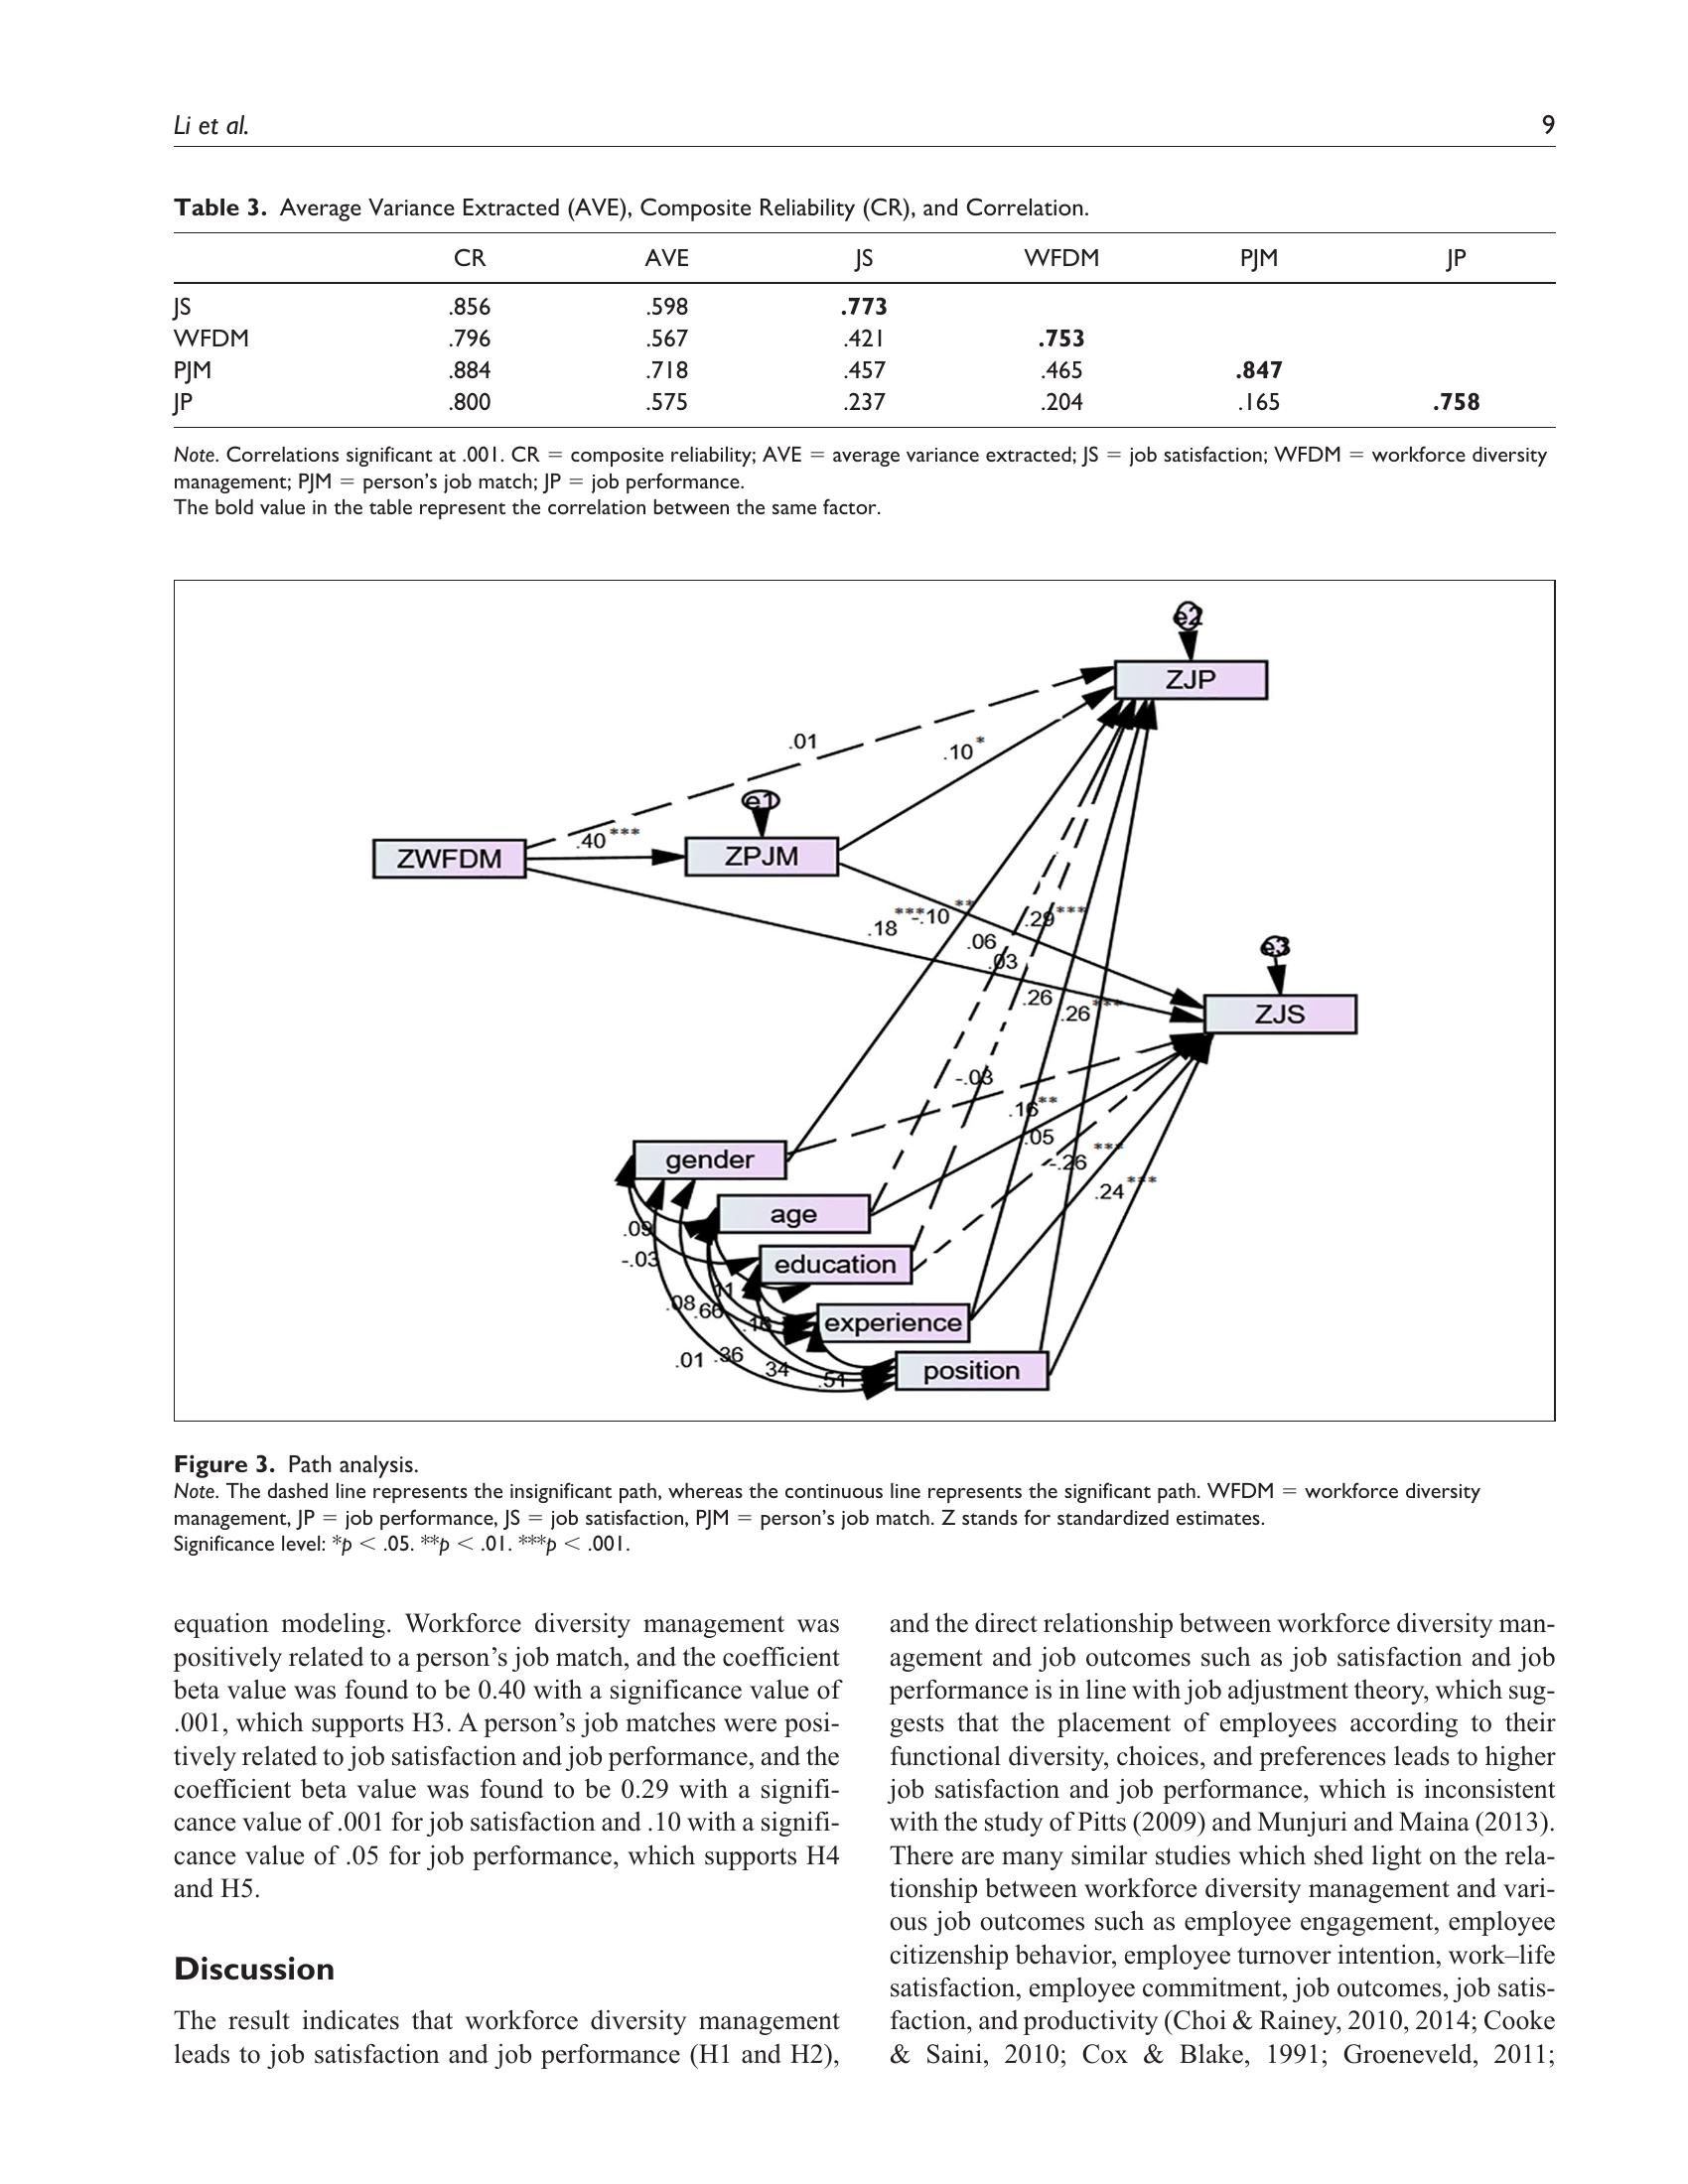 Li et al. 9
Table 3. Average Variance Extracted (AVE), Composite Reliability (CR), and Correlation.
CR AVE JS WFDM PJM JP
JS .856 .598 .773
WFDM .796 .567 .421 .753
PJM .884 .718 .457 .465 .847
JP .800 .575 .237 .204 .165 .758
Note. Correlations significant at .001. CR = composite reliability; AVE = average variance extracted; JS = job satisfaction; WFDM = workforce diversity
management; PJM = person's job match; JP = job performance.
The bold value in the table represent the correlation between the same factor.
e2
ZJP
.01
.10*
e1
.40***
ZWFDM
ZPJM
.18***
-.10**
.29***
.06
.03
e3
.26
.26***
ZJS
-.03
.16**
.05
-.26***
.24***
gender
age
.09
-.03
education
.11
.08
.66
.16
experience
.01
.36
.34
.51
position
Figure 3. Path analysis.
Note. The dashed line represents the insignificant path, whereas the continuous line represents the significant path. WFDM = workforce diversity
management, JP = job performance, JS = job satisfaction, PJM = person's job match. Z stands for standardized estimates.
Significance level: *p < .05. **p < .01. ***p < .001.
equation modeling. Workforce diversity management was
positively related to a person's job match, and the coefficient
beta value was found to be 0.40 with a significance value of
.001, which supports H3. A person's job matches were posi-
tively related to job satisfaction and job performance, and the
coefficient beta value was found to be 0.29 with a signifi-
cance value of .001 for job satisfaction and .10 with a signifi-
cance value of .05 for job performance, which supports H4
and H5.
Discussion
The result indicates that workforce diversity management
leads to job satisfaction and job performance (H1 and H2),
and the direct relationship between workforce diversity man-
agement and job outcomes such as job satisfaction and job
performance is in line with job adjustment theory, which sug-
gests that the placement of employees according to their
functional diversity, choices, and preferences leads to higher
job satisfaction and job performance, which is inconsistent
with the study of Pitts (2009) and Munjuri and Maina (2013).
There are many similar studies which shed light on the rela-
tionship between workforce diversity management and vari-
ous job outcomes such as employee engagement, employee
citizenship behavior, employee turnover intention, work–life
satisfaction, employee commitment, job outcomes, job satis-
faction, and productivity (Choi & Rainey, 2010, 2014; Cooke
& Saini, 2010; Cox & Blake, 1991; Groeneveld, 2011;